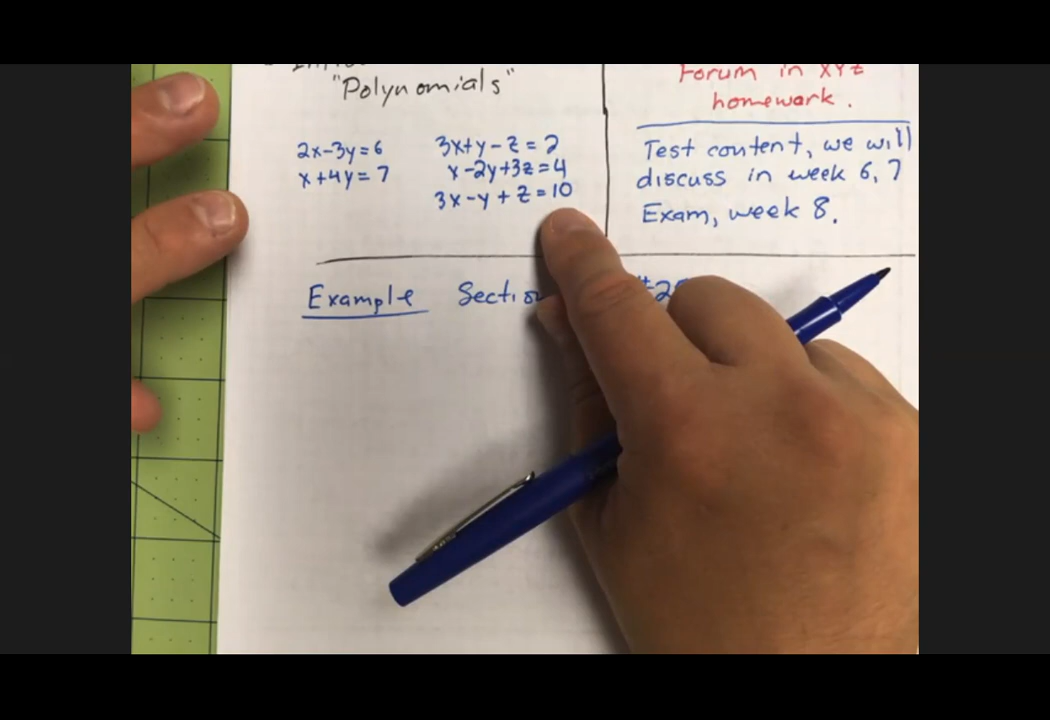 "Polynomials"
2x-3y=6
x+4y=7
3x+y-z=2
x-2y+3z=4
3x-y+z=10
Forum in XYZ
homework.
Test content, we will
discuss in week 6,7
Exam, week 8.
Example